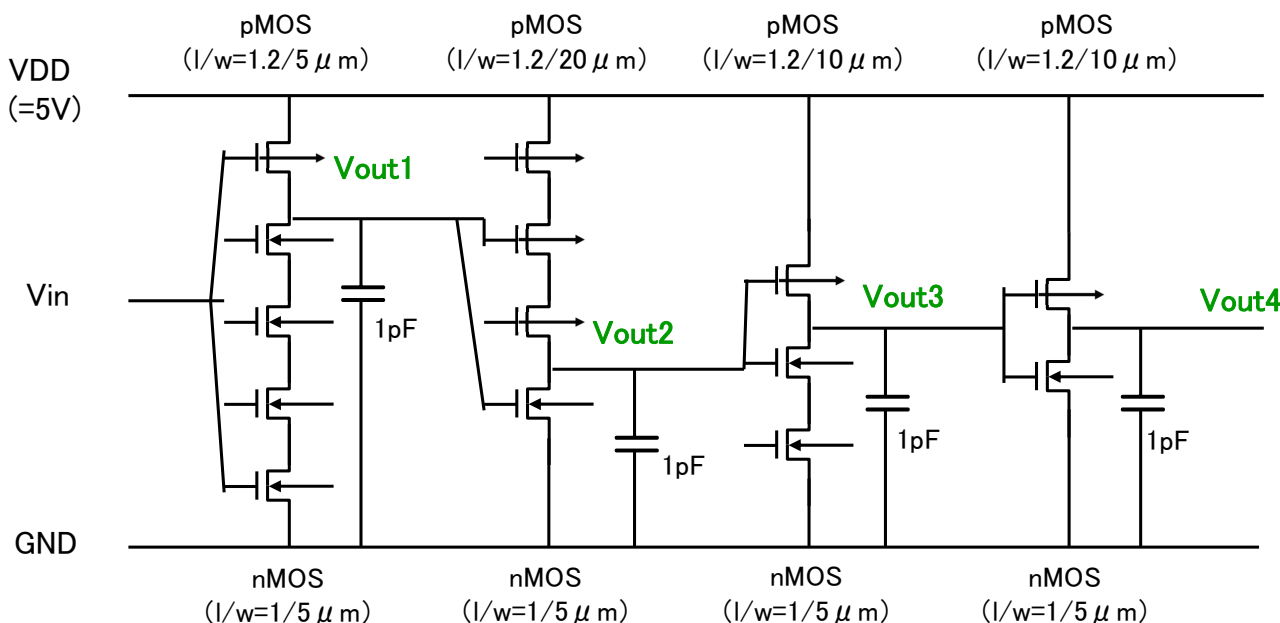 pMOS
(l/w=1.2/5μm)
pMOS
(l/w=1.2/20μm)
pMOS
(l/w=1.2/10μm)
pMOS
(l/w=1.2/10μm)
VDD
(=5V)
Vout1
Vin
1pF
Vout2
1pF
Vout3
1pF
Vout4
1pF
GND
nMOS
(l/w=1/5μm)
nMOS
(l/w=1/5μm)
nMOS
(l/w=1/5μm)
nMOS
(l/w=1/5μm)